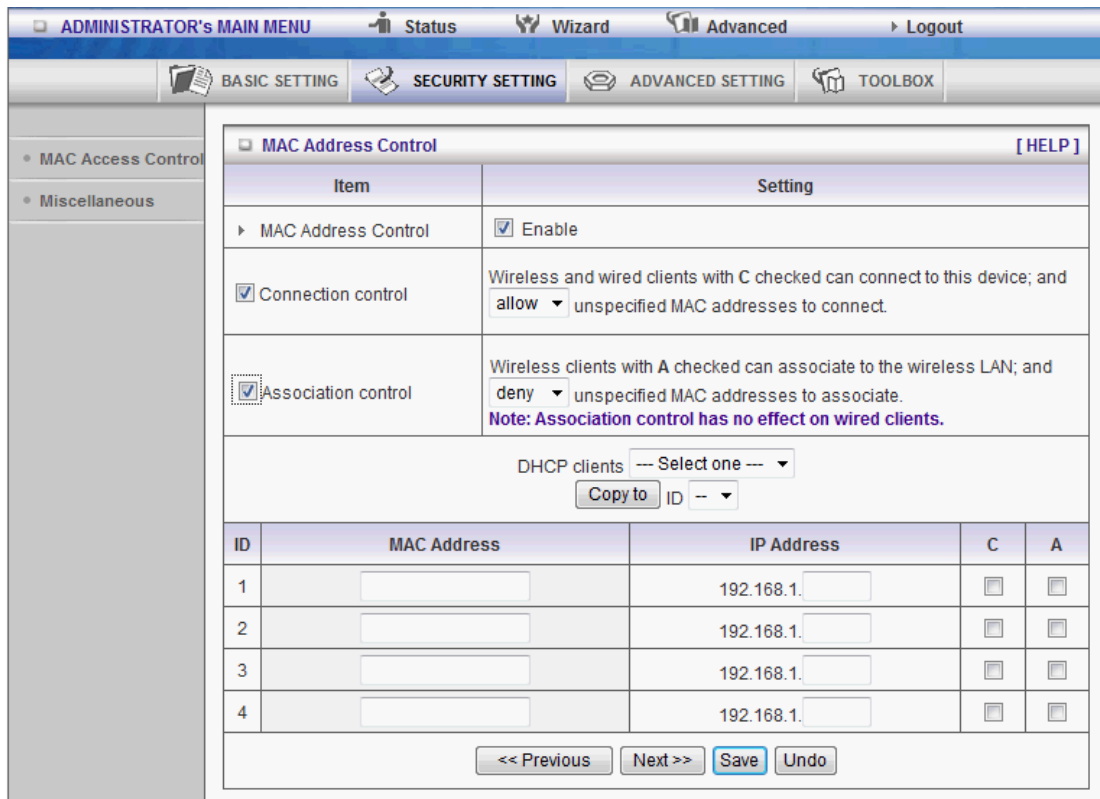 ADMINISTRATOR's MAIN MENU Status Wizard Advanced Logout
BASIC SETTING SECURITY SETTING ADVANCED SETTING TOOLBOX
MAC Access Control
Miscellaneous
MAC Address Control [ HELP ]
Item Setting
MAC Address Control Enable
Connection control
Wireless and wired clients with C checked can connect to this device; and
allow unspecified MAC addresses to connect.
Association control
Wireless clients with A checked can associate to the wireless LAN; and
deny unspecified MAC addresses to associate.
Note: Association control has no effect on wired clients.
DHCP clients --- Select one ---
Copy to ID --
ID MAC Address IP Address C A
1 192.168.1.
2 192.168.1.
3 192.168.1.
4 192.168.1.
<< Previous Next >> Save Undo